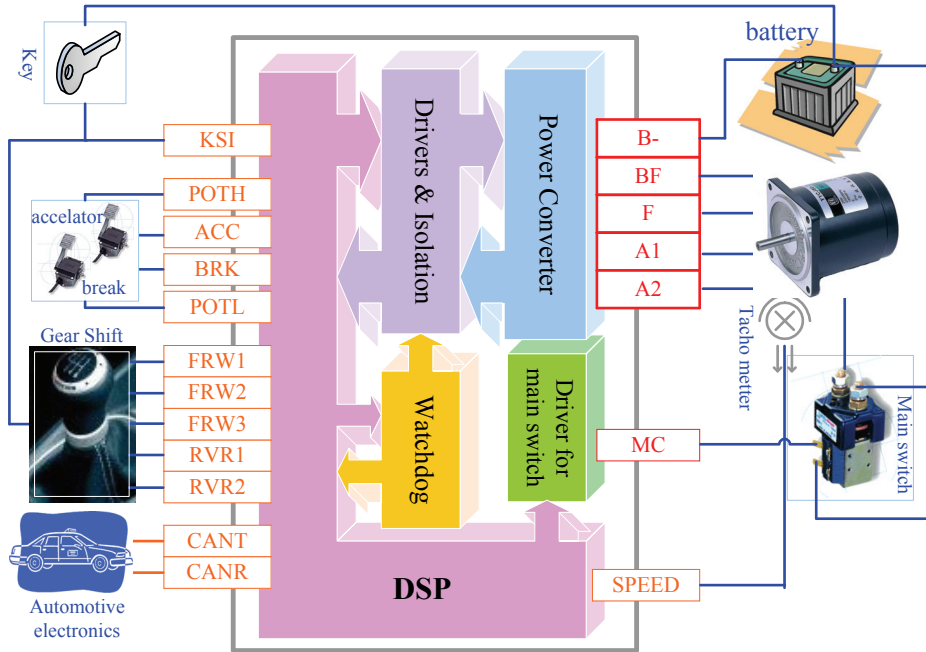 Key
battery
KSI
POTH
ACC
BRK
POTL
accelator
break
Gear Shift
FRW1
FRW2
FRW3
RVR1
RVR2
CANT
CANR
Automotive
electronics
Drivers & Isolation
Power Converter
Watchdog
Driver for
main switch
DSP
B-
BF
F
A1
A2
MC
SPEED
Tacho metter
Main switch